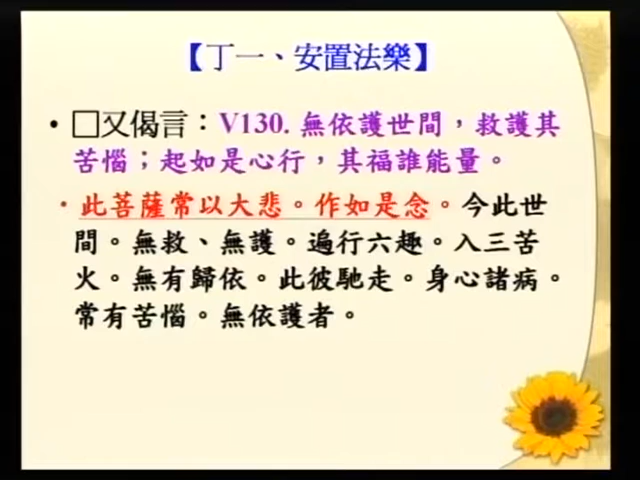 【丁一、安置法樂】
• □又偈言：V130. 無依護世間，救護其
苦惱；起如是心行，其福誰能量。
• 此菩薩常以大悲。作如是念。今此世
間。無救、無護。遍行六趣。入三苦
火。無有歸依。此彼馳走。身心諸病。
常有苦惱。無依護者。